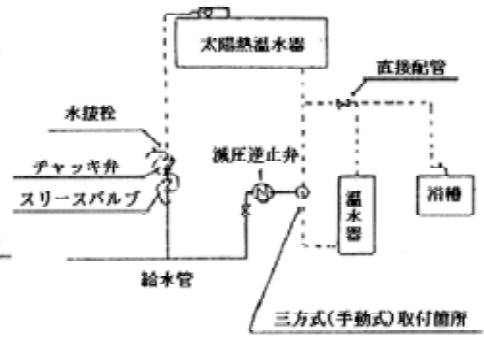 太陽熱温水器
直接配管
水抜栓
減圧逆止弁
チャッキ弁
スリースバルブ
温水器
浴槽
給水管
三方式(手動式)取付箇所